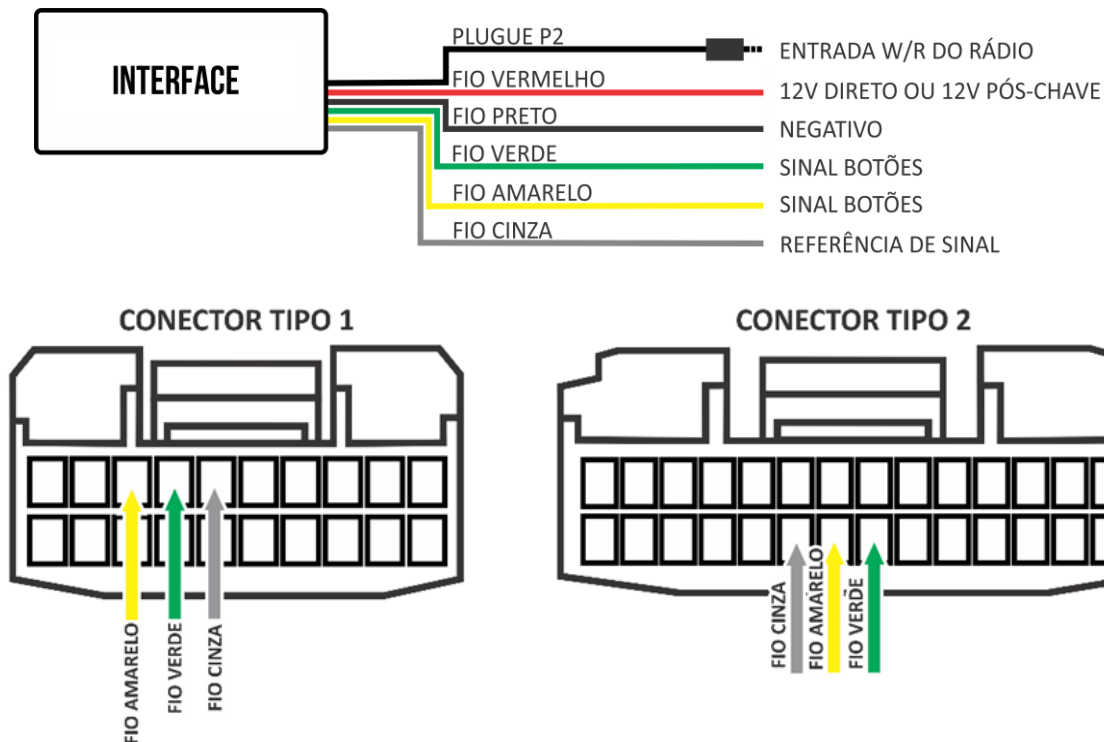 INTERFACE
PLUGUE P2
ENTRADA W/R DO RÁDIO
FIO VERMELHO
12V DIRETO OU 12V PÓS-CHAVE
FIO PRETO
NEGATIVO
FIO VERDE
SINAL BOTÕES
FIO AMARELO
SINAL BOTÕES
FIO CINZA
REFERÊNCIA DE SINAL
CONECTOR TIPO 1
FIO AMARELO
FIO VERDE
FIO CINZA
CONECTOR TIPO 2
FIO CINZA
FIO AMARELO
FIO VERDE